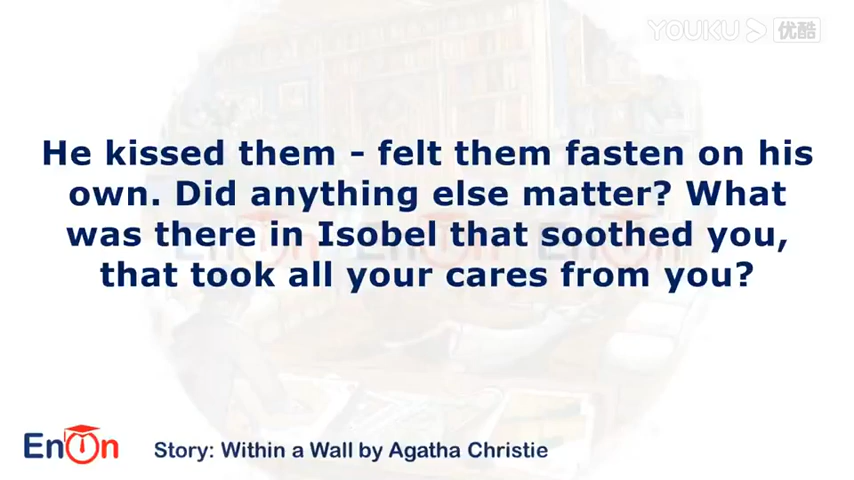 YOUKU 优酷
He kissed them - felt them fasten on his
own. Did anything else matter? What
was there in Isobel that soothed you,
that took all your cares from you?
EnOn
Story: Within a Wall by Agatha Christie